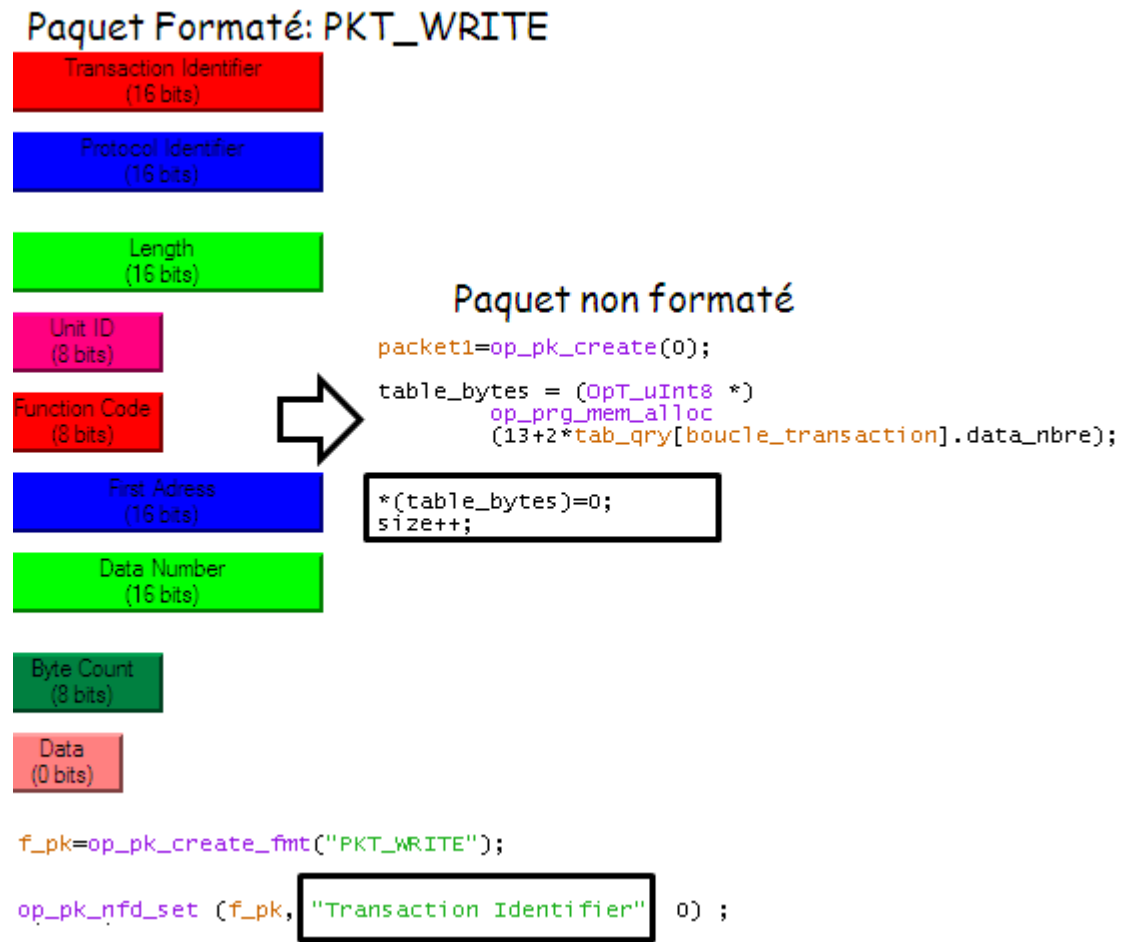 Paquet Formaté: PKT_WRITE
Transaction Identifier
(16 bits)
Protocol Identifier
(16 bits)
Length
(16 bits)
Unit ID
(8 bits)
Function Code
(8 bits)
First Adress
(16 bits)
Data Number
(16 bits)
Byte Count
(8 bits)
Data
(0 bits)
Paquet non formaté
packet1=op_pk_create(0);
table_bytes = (OpT_uInt8 *)
op_prg_mem_alloc
(13+2*tab_qry[boucle_transaction].data_nbre);
*(table_bytes)=0;
size++;
f_pk=op_pk_create_fmt("PKT_WRITE");
op_pk_nfd_set (f_pk, "Transaction Identifier" 0) ;